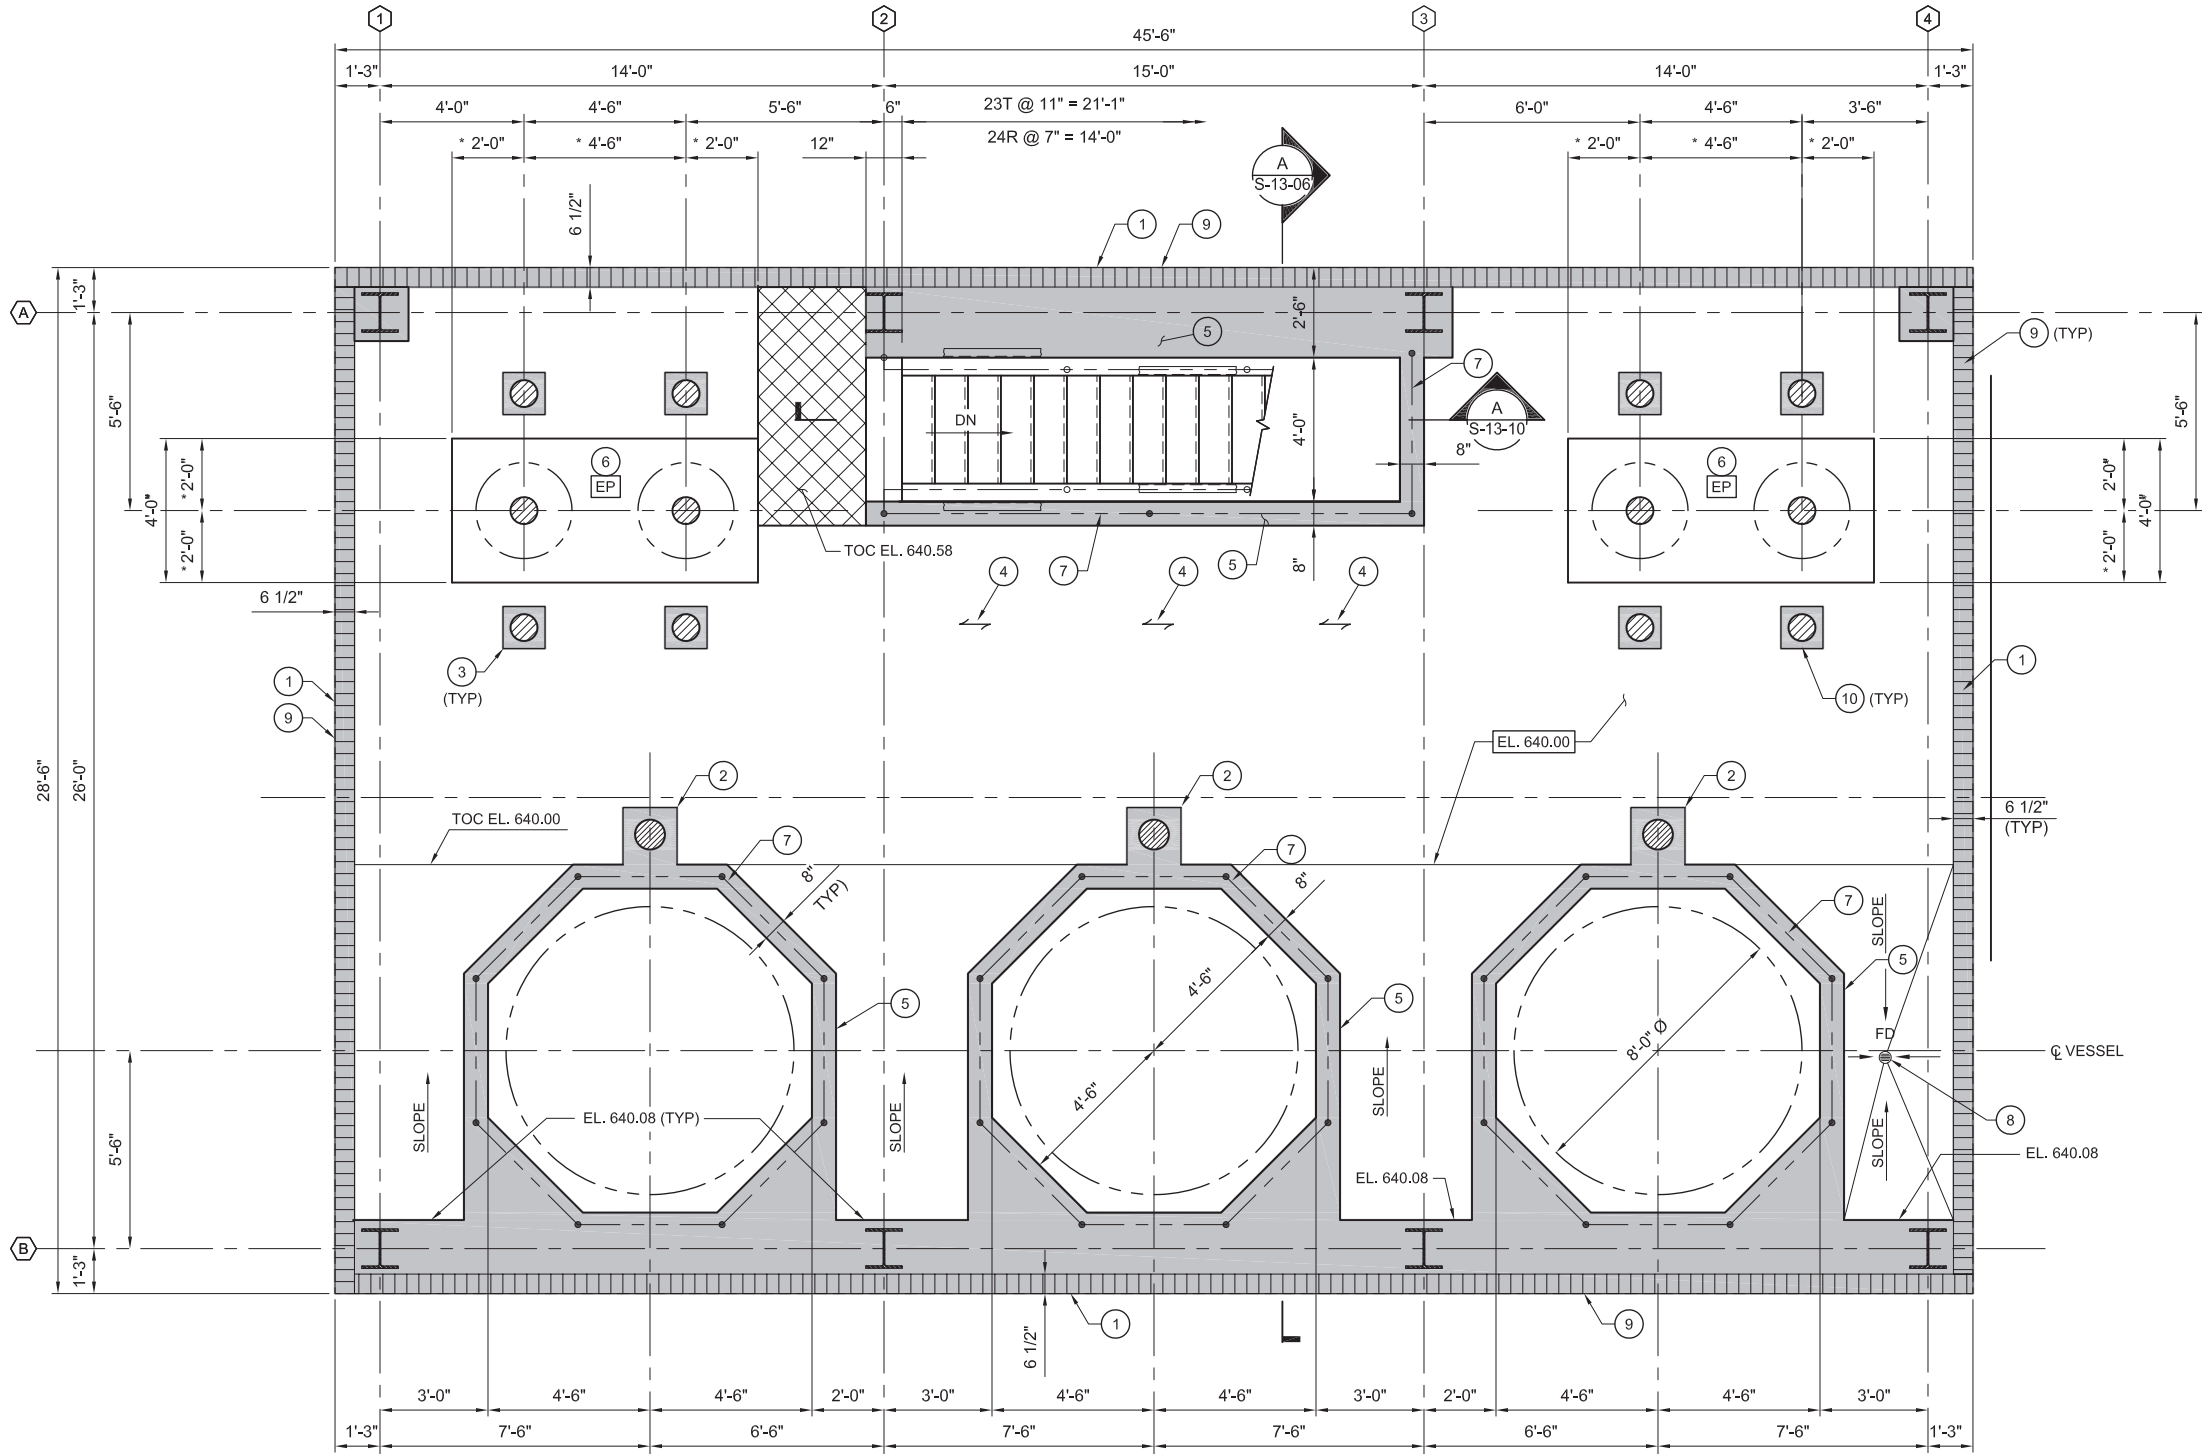 1 2 3 4
45'-6"
1'-3" 14'-0" 15'-0" 14'-0" 1'-3"
4'-0" 4'-6" 5'-6" 6" 23T @ 11" = 21'-1" 6'-0" 4'-6" 3'-6"
* 2'-0" * 4'-6" * 2'-0" 12" 24R @ 7" = 14'-0" * 2'-0" * 4'-6" * 2'-0"
A
S-13-06
6 1/2"
1 9
1'-3"
A
2'-6"
5
9 (TYP)
7
5'-6"
5'-6"
DN
4'-0"
A
S-13-10
8"
6
EP
6
EP
4'-0"
* 2'-0"
* 2'-0"
2'-0"
* 2'-0"
4'-0"
TOC EL. 640.58
4 7 4 5 8" 4
6 1/2"
3
(TYP)
1
9
1
10 (TYP)
EL. 640.00
28'-6"
26'-0"
2 2 2
TOC EL. 640.00
6 1/2"
(TYP)
7 7 7
8"
TYP)
8"
SLOPE
5 5 5
4'-6"
4'-6"
8'-0" Ø
FD
℄ VESSEL
5'-6"
SLOPE
EL. 640.08 (TYP)
SLOPE
SLOPE
SLOPE
8
EL. 640.08
EL. 640.08
B
1'-3"
6 1/2"
1 9
3'-0" 4'-6" 4'-6" 2'-0" 3'-0" 4'-6" 4'-6" 3'-0" 2'-0" 4'-6" 4'-6" 3'-0"
1'-3" 7'-6" 6'-6" 7'-6" 7'-6" 6'-6" 7'-6" 1'-3"